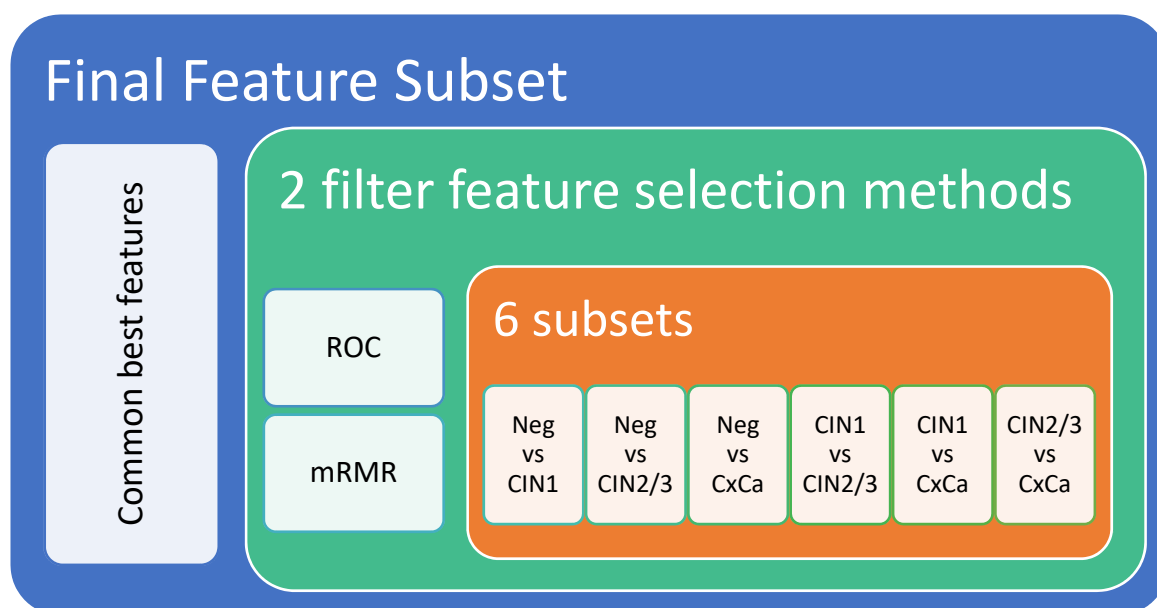 Final Feature Subset
Common best features
2 filter feature selection methods
ROC
mRMR
6 subsets
Neg
vs
CIN1
Neg
vs
CIN2/3
Neg
vs
CxCa
CIN1
vs
CIN2/3
CIN1
vs
CxCa
CIN2/3
vs
CxCa